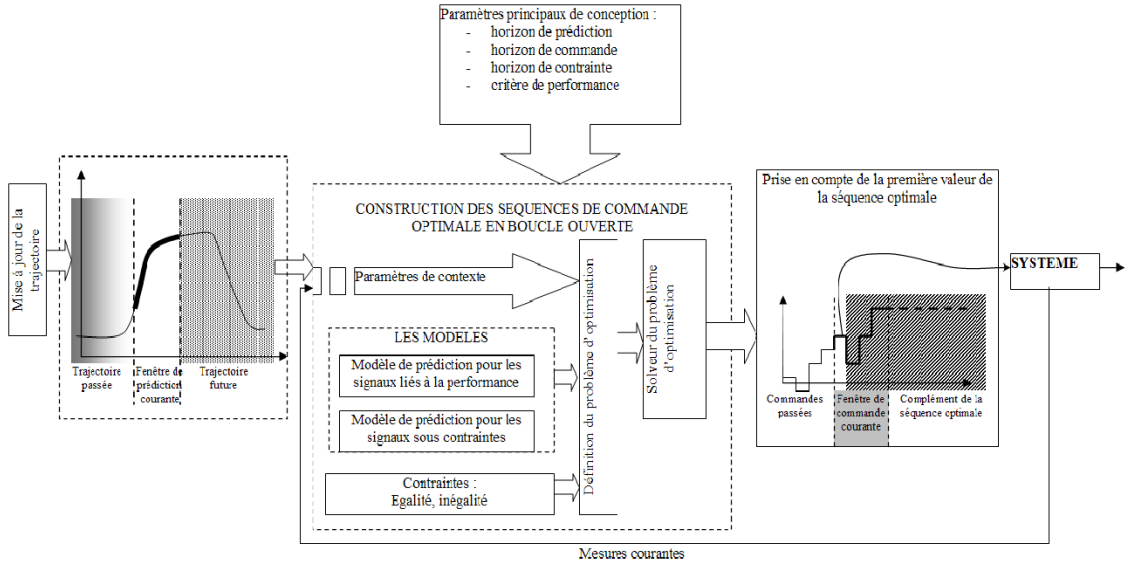 Paramètres principaux de conception :
- horizon de prédiction
- horizon de commande
- horizon de contrainte
- critère de performance
Mise à jour de la
trajectoire
Trajectoire
passée
Fenêtre de
prédiction
courante
Trajectoire
future
CONSTRUCTION DES SEQUENCES DE COMMANDE
OPTIMALE EN BOUCLE OUVERTE
Paramètres de contexte
LES MODELES
Modèle de prédiction pour les
signaux liés à la performance
Modèle de prédiction pour les
signaux sous contraintes
Contraintes :
Egalité, inégalité
Définition du problème d'optimisation
Solveur du problème
d'optimisation
Prise en compte de la première valeur de
la séquence optimale
Commandes
passées
Fenêtre de
commande
courante
Complément de la
séquence optimale
SYSTEME
Mesures courantes